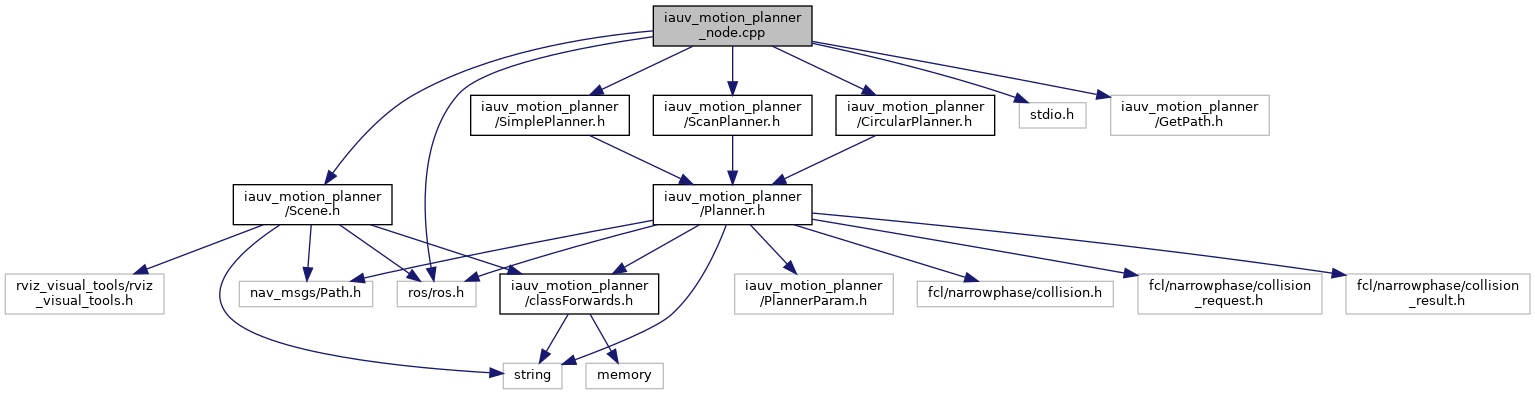 iauv_motion_planner
_node.cpp
iauv_motion_planner
/SimplePlanner.h
iauv_motion_planner
/ScanPlanner.h
iauv_motion_planner
/CircularPlanner.h
stdio.h
iauv_motion_planner
/GetPath.h
iauv_motion_planner
/Scene.h
iauv_motion_planner
/Planner.h
rviz_visual_tools/rviz
_visual_tools.h
nav_msgs/Path.h
ros/ros.h
iauv_motion_planner
/classForwards.h
iauv_motion_planner
/PlannerParam.h
fcl/narrowphase/collision.h
fcl/narrowphase/collision
_request.h
fcl/narrowphase/collision
_result.h
string
memory